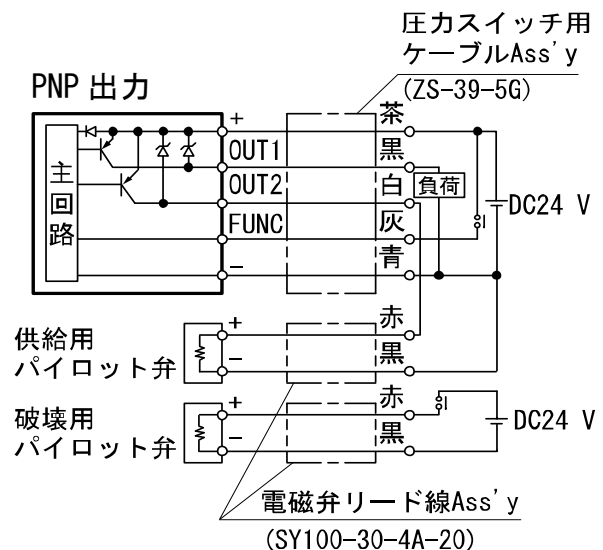 圧力スイッチ用
ケーブルAss'y
(ZS-39-5G)
PNP 出力
主回路
+
OUT1
OUT2
FUNC
−
茶
黒
白
灰
青
負荷
DC24 V
供給用
パイロット弁
+
−
赤
黒
破壊用
パイロット弁
+
−
赤
黒
DC24 V
電磁弁リード線Ass'y
(SY100-30-4A-20)